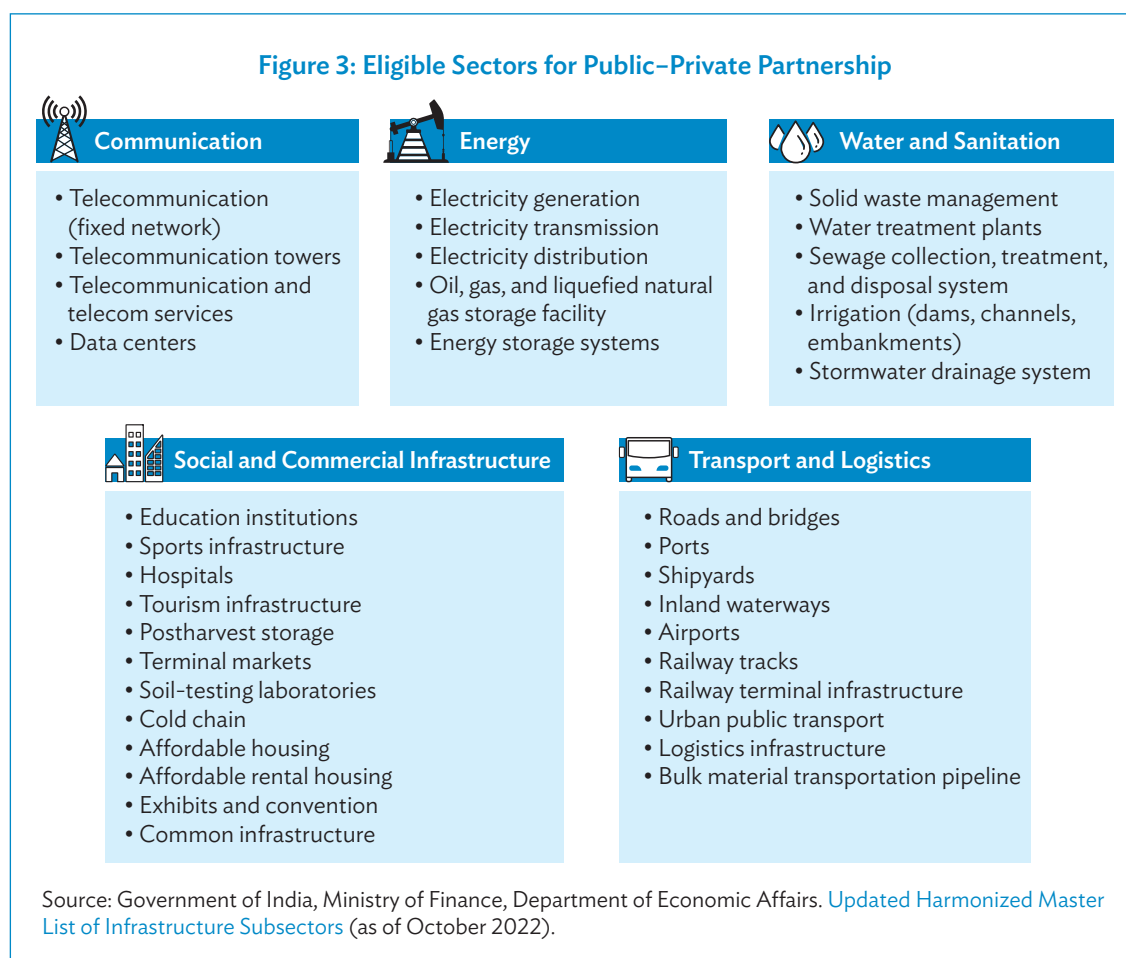 Figure 3: Eligible Sectors for Public–Private Partnership
Communication
• Telecommunication
(fixed network)
• Telecommunication towers
• Telecommunication and
telecom services
• Data centers
Energy
• Electricity generation
• Electricity transmission
• Electricity distribution
• Oil, gas, and liquefied natural
gas storage facility
• Energy storage systems
Water and Sanitation
• Solid waste management
• Water treatment plants
• Sewage collection, treatment,
and disposal system
• Irrigation (dams, channels,
embankments)
• Stormwater drainage system
Social and Commercial Infrastructure
• Education institutions
• Sports infrastructure
• Hospitals
• Tourism infrastructure
• Postharvest storage
• Terminal markets
• Soil-testing laboratories
• Cold chain
• Affordable housing
• Affordable rental housing
• Exhibits and convention
• Common infrastructure
Transport and Logistics
• Roads and bridges
• Ports
• Shipyards
• Inland waterways
• Airports
• Railway tracks
• Railway terminal infrastructure
• Urban public transport
• Logistics infrastructure
• Bulk material transportation pipeline
Source: Government of India, Ministry of Finance, Department of Economic Affairs. Updated Harmonized Master
List of Infrastructure Subsectors (as of October 2022).